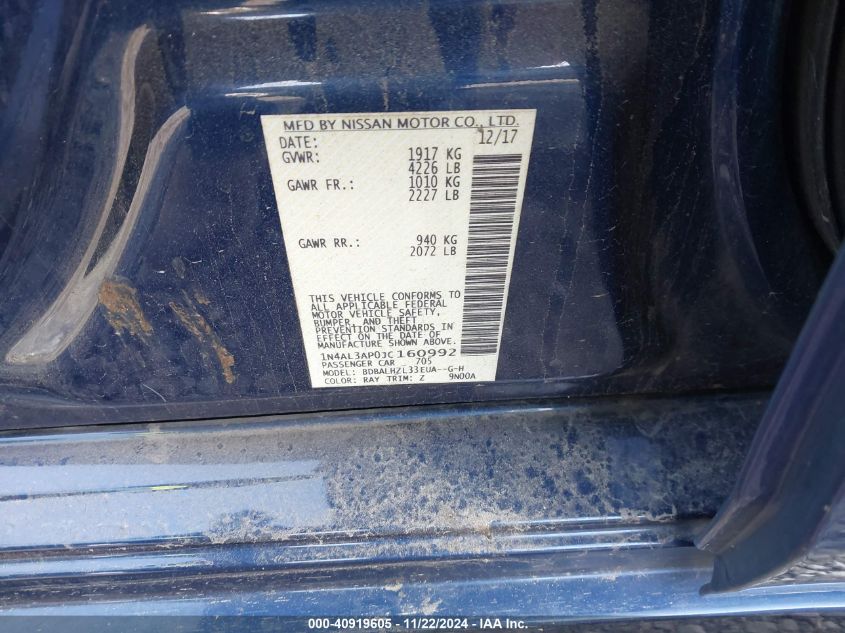 MFD BY NISSAN MOTOR CO., LTD.
DATE: 12/17
GVWR: 1917 KG
4226 LB
GAWR FR.: 1010 KG
2227 LB
GAWR RR.: 940 KG
2072 LB
THIS VEHICLE CONFORMS TO
ALL APPLICABLE FEDERAL
MOTOR VEHICLE SAFETY,
BUMPER, AND THEFT
PREVENTION STANDARDS IN
EFFECT ON THE DATE OF
MANUFACTURE SHOWN ABOVE.
1N4AL3AP0JC160992
PASSENGER CAR 705
MODEL: BDBALHZL33EUA--G-H
COLOR: RAY TRIM: Z 9N00A
000-40919605 - 11/22/2024 - IAA Inc.